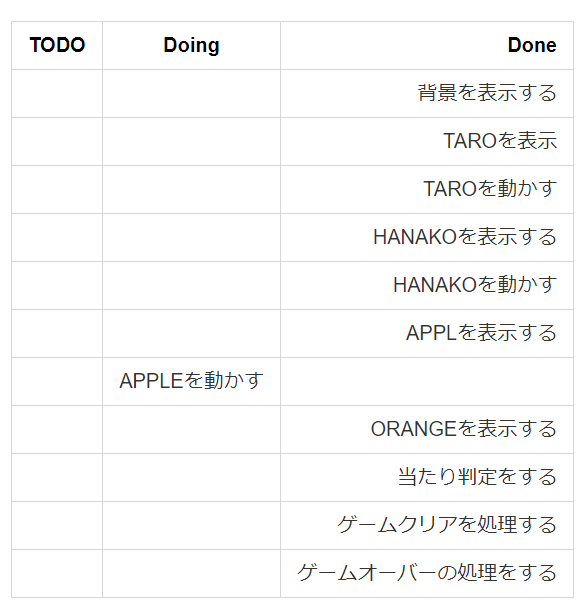 TODO Doing Done
背景を表示する
TAROを表示
TAROを動かす
HANAKOを表示する
HANAKOを動かす
APPLを表示する
APPLEを動かす
ORANGEを表示する
当たり判定をする
ゲームクリアを処理する
ゲームオーバーの処理をする